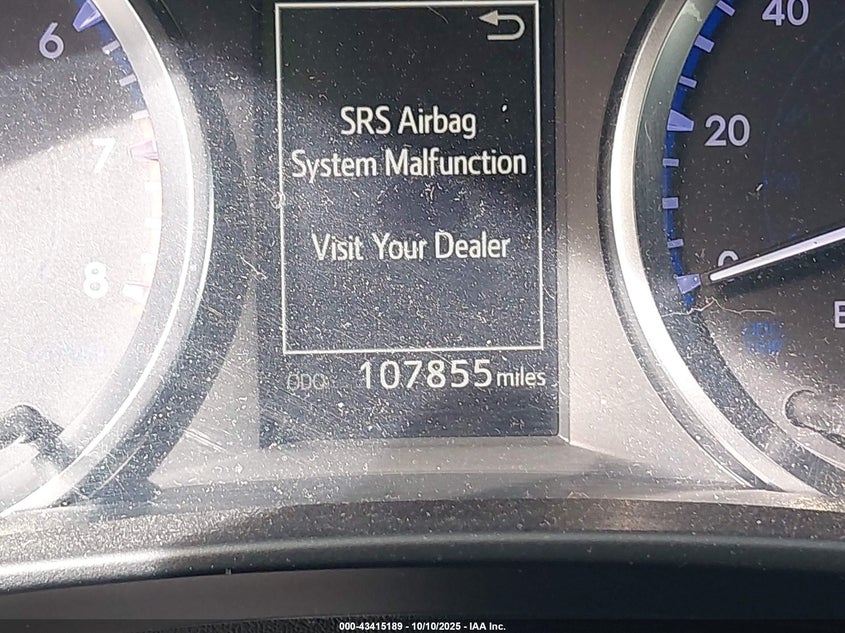 6
7
8
SRS Airbag
System Malfunction
Visit Your Dealer
ODO
107855 miles
40
20
0
E
000-43415189 - 10/10/2025 - IAA Inc.